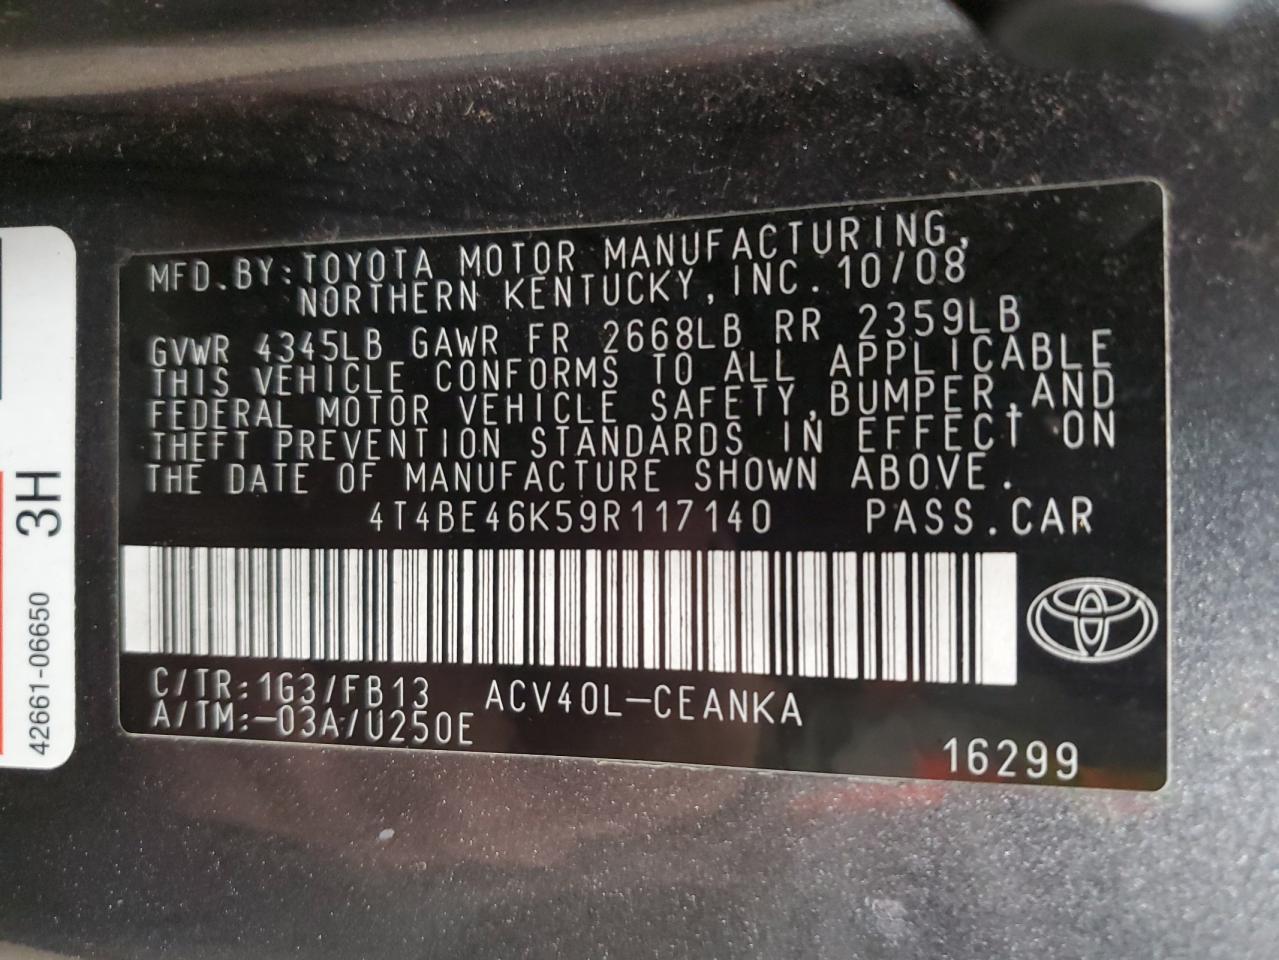 MFD.BY:TOYOTA MOTOR MANUFACTURING,
NORTHERN KENTUCKY,INC. 10/08
GVWR 4345LB GAWR FR 2668LB RR 2359LB
THIS VEHICLE CONFORMS TO ALL APPLICABLE
FEDERAL MOTOR VEHICLE SAFETY,BUMPER,AND
THEFT PREVENTION STANDARDS IN EFFECT ON
THE DATE OF MANUFACTURE SHOWN ABOVE.
4T4BE46K59R117140 PASS.CAR
C/TR:1G3/FB13 ACV40L-CEANKA
A/TM:-03A/U250E
16299
42661-06650 3H